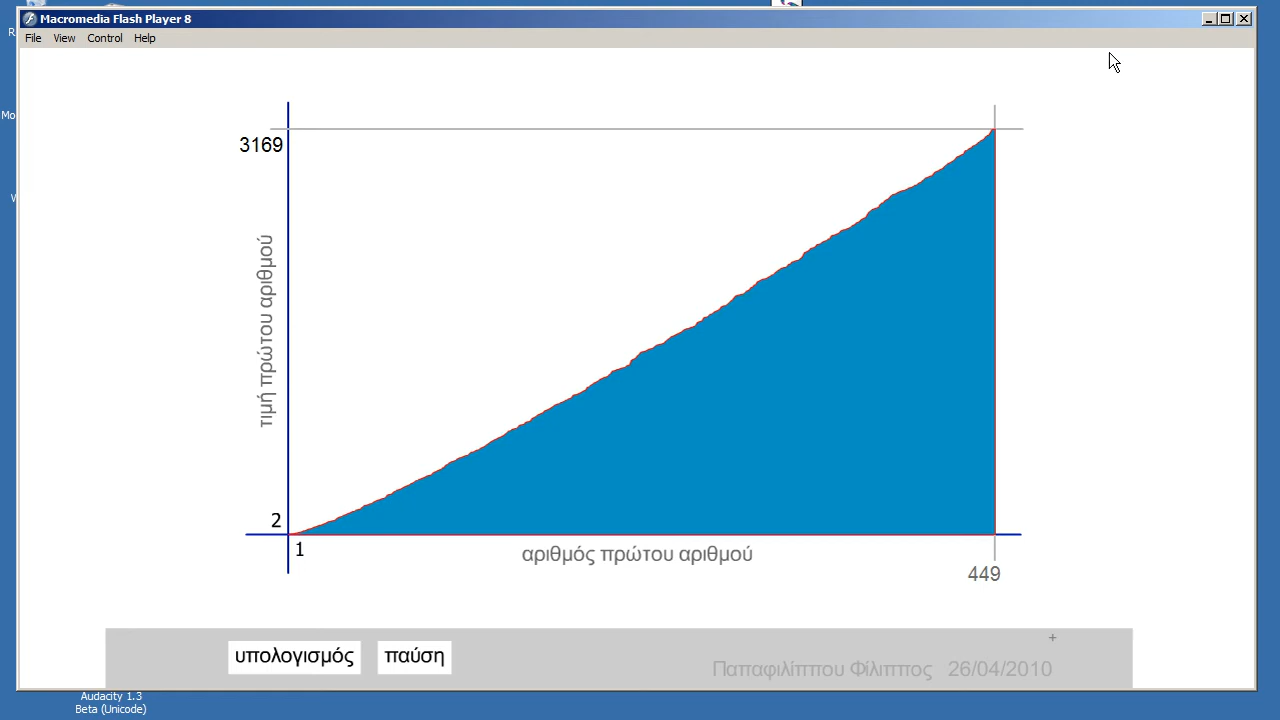 Macromedia Flash Player 8
File View Control Help
3169
τιμή πρώτου αριθμού
2
1
αριθμός πρώτου αριθμού
449
υπολογισμός παύση
Παπαφιλίππου Φίλιππος 26/04/2010
Audacity 1.3
Beta (Unicode)